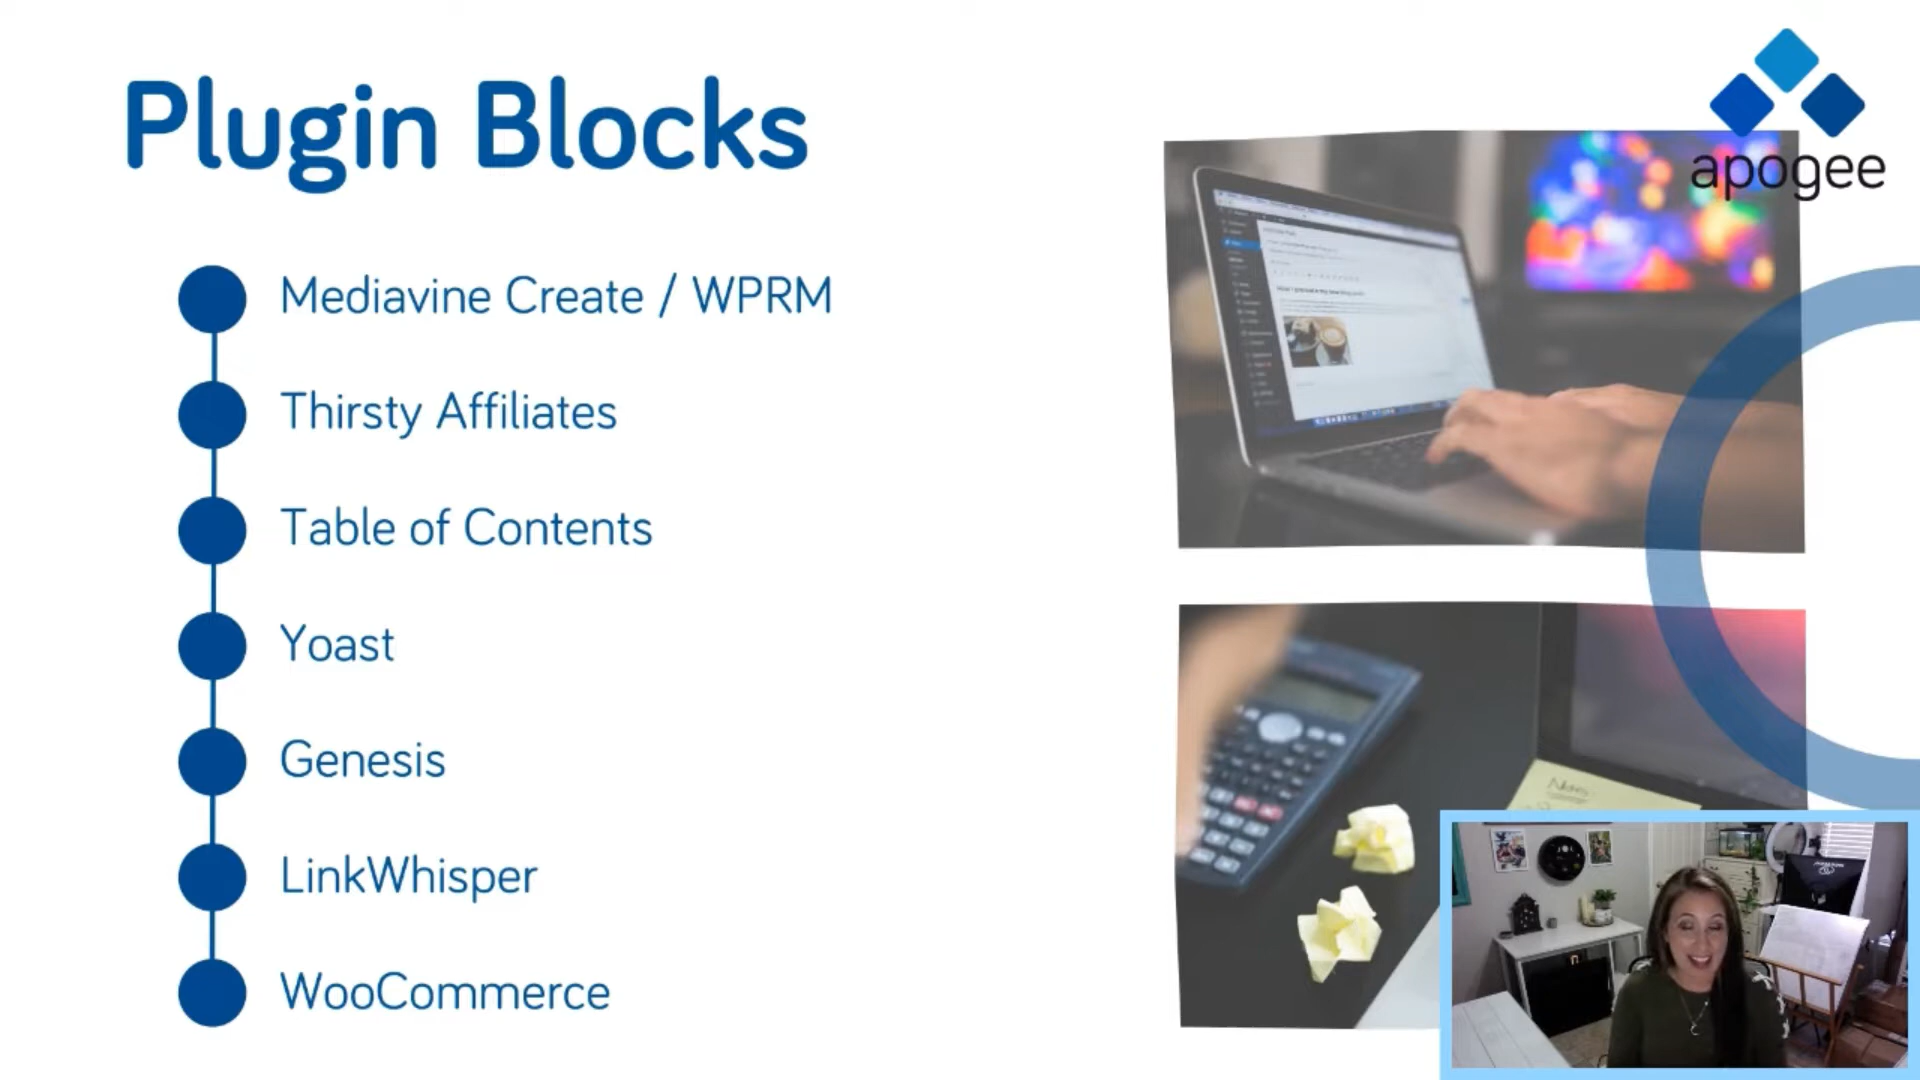 Plugin Blocks
apogee
Mediavine Create / WPRM
Thirsty Affiliates
Table of Contents
Yoast
Genesis
LinkWhisper
WooCommerce